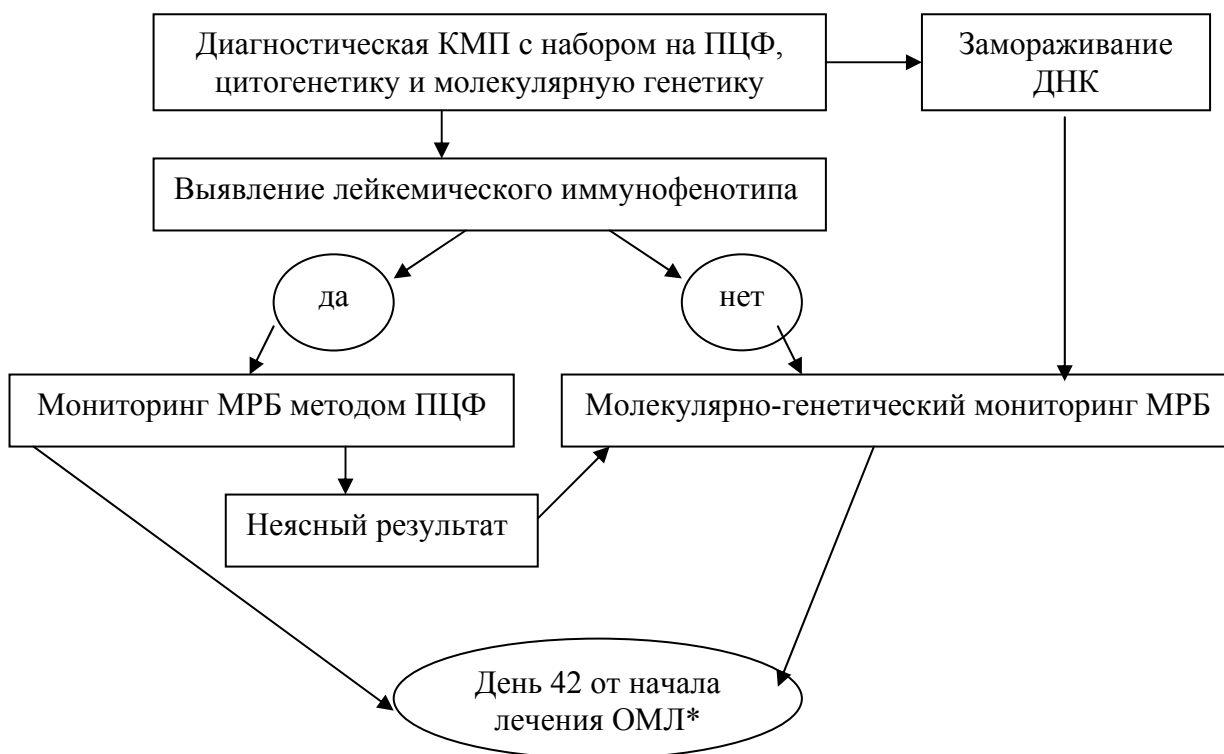 Диагностическая КМП с набором на ПЦФ,
цитогенетику и молекулярную генетику
Замораживание
ДНК
Выявление лейкемического иммунофенотипа
да
нет
Мониторинг МРБ методом ПЦФ
Молекулярно-генетический мониторинг МРБ
Неясный результат
День 42 от начала
лечения ОМЛ*